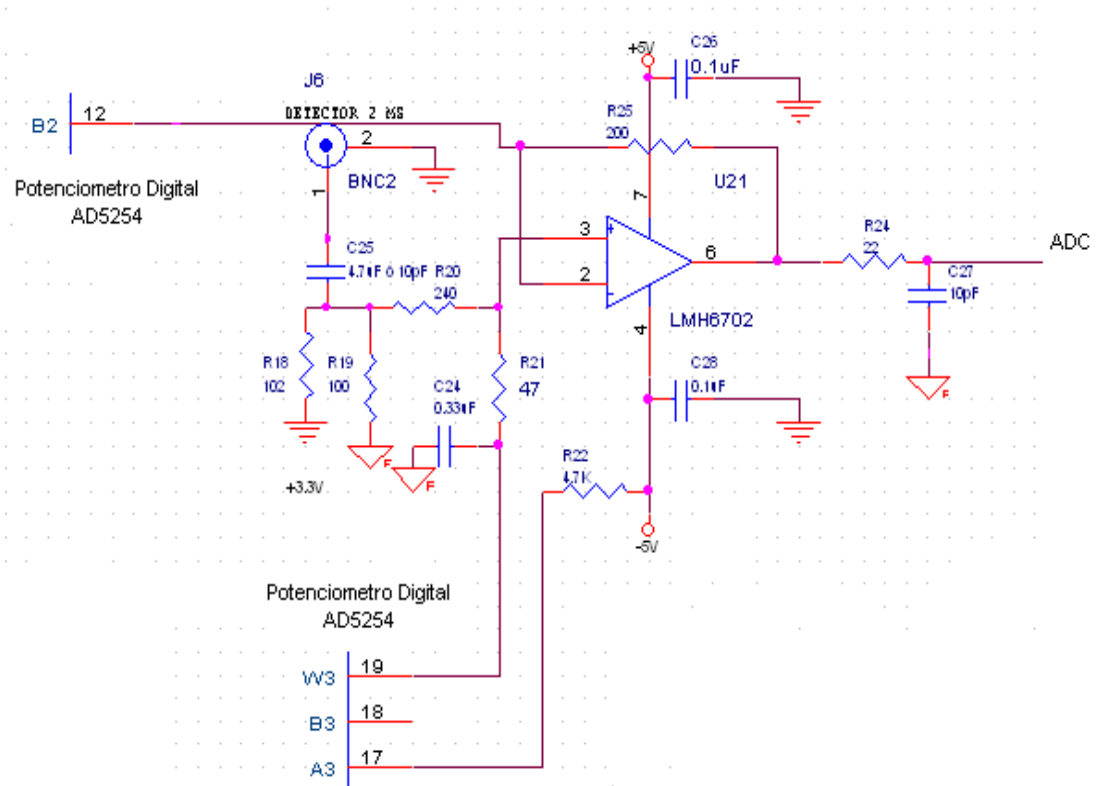 +5V
C26
0.1uF
J6
DETECTOR 2 MS
B2
12
2
R25
200
BNC2
1
7
U21
Potenciometro Digital
AD5254
C25
4.7uF ó 10pF
R20
240
3
+
2
-
6
R24
22
ADC
C27
10pF
LMH6702
4
R18
102
R19
100
C24
0.33uF
R21
47
C28
0.1uF
F
F
F
+3.3V
R22
4.7K
-5V
Potenciometro Digital
AD5254
W3
19
B3
18
A3
17